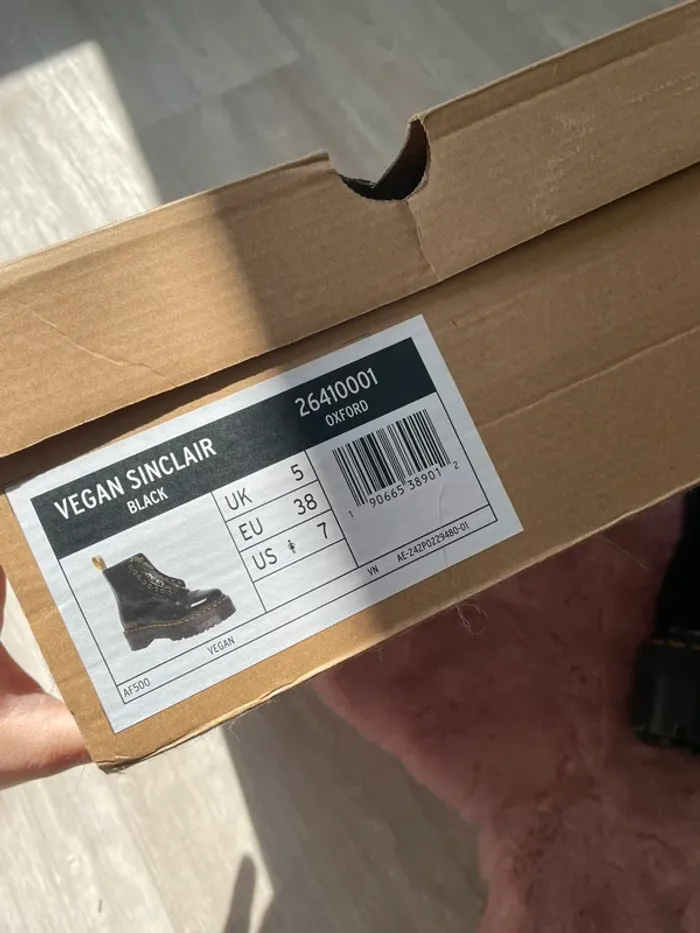 VEGAN SINCLAIR
BLACK
26410001
OXFORD
UK 5
EU 38
US 7
1 90665 38901 2
VN AE-242P0229480-01
AF500
VEGAN